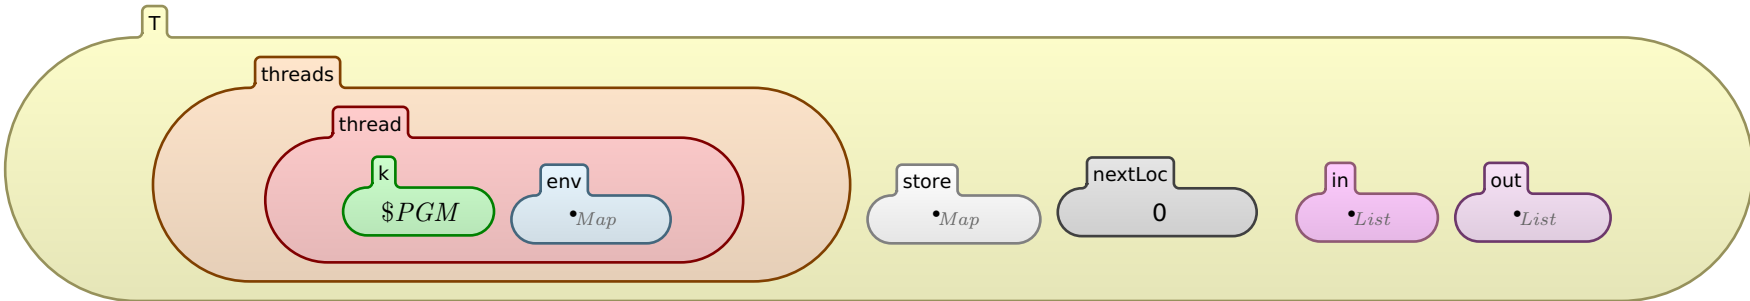 T
threads
thread
k
$PGM
env
•Map
store
•Map
nextLoc
0
in
•List
out
•List